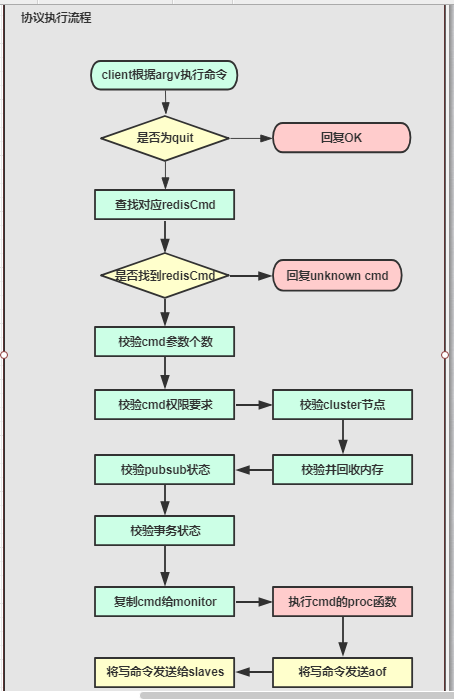 协议执行流程
client根据argv执行命令
是否为quit
回复OK
查找对应redisCmd
是否找到redisCmd
回复unknown cmd
校验cmd参数个数
校验cmd权限要求
校验cluster节点
校验pubsub状态
校验并回收内存
校验事务状态
复制cmd给monitor
执行cmd的proc函数
将写命令发送给slaves
将写命令发送aof